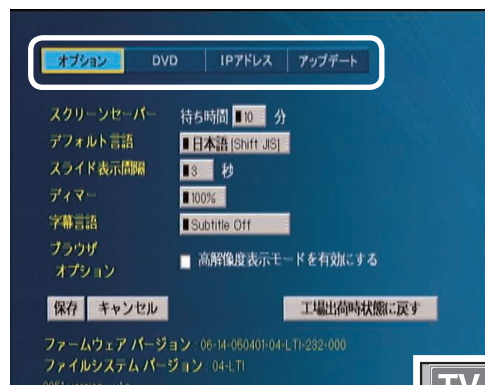 オプション DVD IPアドレス アップデート
スクリーンセーバー 待ち時間 10 分
デフォルト言語 日本語 [Shift JIS]
スライド表示間隔 3 秒
ディマー 100%
字幕言語 Subtitle Off
ブラウザ
オプション 高解像度表示モードを有効にする
保存 キャンセル 工場出荷時状態に戻す
ファームウェア バージョン : 06-14-050401-04-LTI-232-000
ファイルシステム バージョン : 04-LTI
TV